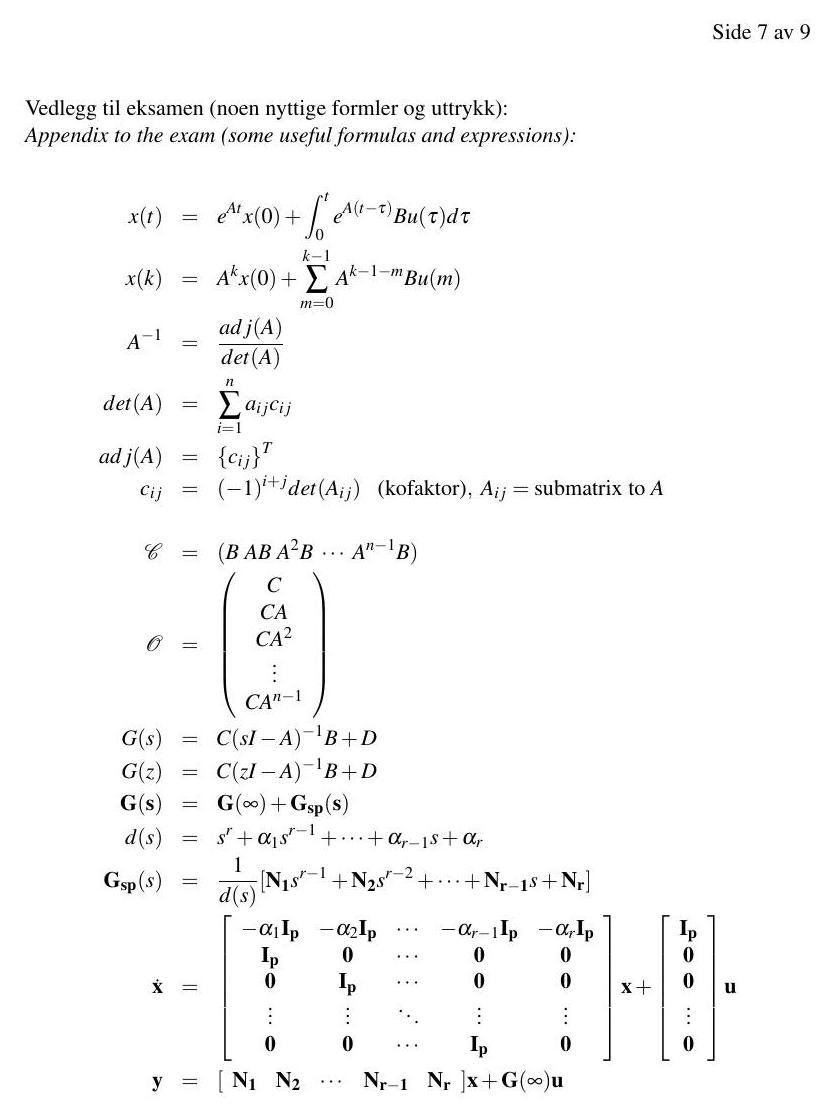 Side 7 av 9
Vedlegg til eksamen (noen nyttige formler og uttrykk):
Appendix to the exam (some useful formulas and expressions):
x(t) = e^{At}x(0) + ∫_0^t e^{A(t−τ)}Bu(τ)dτ
x(k) = A^k x(0) + ∑_{m=0}^{k−1} A^{k−1−m}Bu(m)
A^{−1} = adj(A)/det(A)
det(A) = ∑_{i=1}^n a_{ij}c_{ij}
adj(A) = {c_{ij}}^T
c_{ij} = (−1)^{i+j}det(A_{ij}) (kofaktor), A_{ij} = submatrix to A
𝒞 = (B AB A^2B ⋯ A^{n−1}B)
𝒪 = ( C
CA
CA^2
⋮
CA^{n−1} )
G(s) = C(sI − A)^{−1}B + D
G(z) = C(zI − A)^{−1}B + D
G(s) = G(∞) + G_{sp}(s)
d(s) = s^r + α_1s^{r−1} + ⋯ + α_{r−1}s + α_r
G_{sp}(s) = 1/d(s) [N_1s^{r−1} + N_2s^{r−2} + ⋯ + N_{r−1}s + N_r]
ẋ = [ −α_1I_p −α_2I_p ⋯ −α_{r−1}I_p −α_rI_p
I_p 0 ⋯ 0 0
0 I_p ⋯ 0 0
⋮ ⋮ ⋱ ⋮ ⋮
0 0 ⋯ I_p 0 ] x + [ I_p
0
0
⋮
0 ] u
y = [ N_1 N_2 ⋯ N_{r−1} N_r ]x + G(∞)u